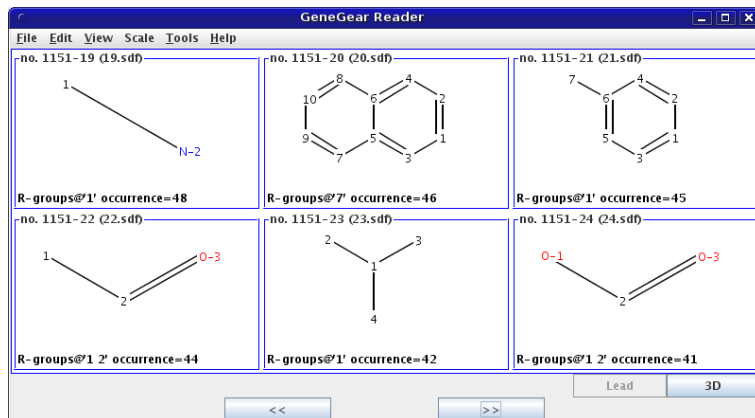 GeneGear Reader
File Edit View Scale Tools Help
no. 1151-19 (19.sdf)
1
N-2
R-groups@'1' occurrence=48
no. 1151-20 (20.sdf)
8 4
10 6 2
9 5 1
7 3
R-groups@'7' occurrence=46
no. 1151-21 (21.sdf)
7 4
6 2
5 1
3
R-groups@'1' occurrence=45
no. 1151-22 (22.sdf)
1 O-3
2
R-groups@'1 2' occurrence=44
no. 1151-23 (23.sdf)
2 3
1
4
R-groups@'1' occurrence=42
no. 1151-24 (24.sdf)
O-1 O-3
2
R-groups@'1 2' occurrence=41
Lead 3D
<< >>